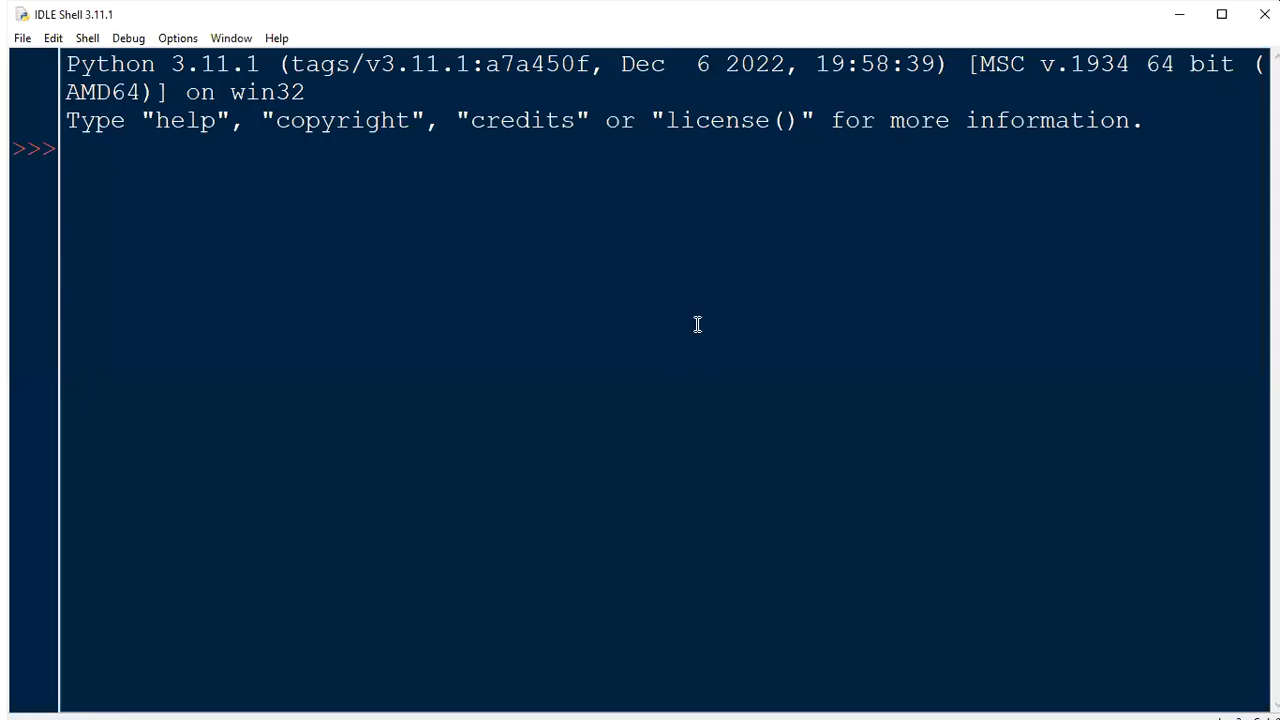 IDLE Shell 3.11.1
File Edit Shell Debug Options Window Help
Python 3.11.1 (tags/v3.11.1:a7a450f, Dec  6 2022, 19:58:39) [MSC v.1934 64 bit (
AMD64)] on win32
Type "help", "copyright", "credits" or "license()" for more information.
>>>